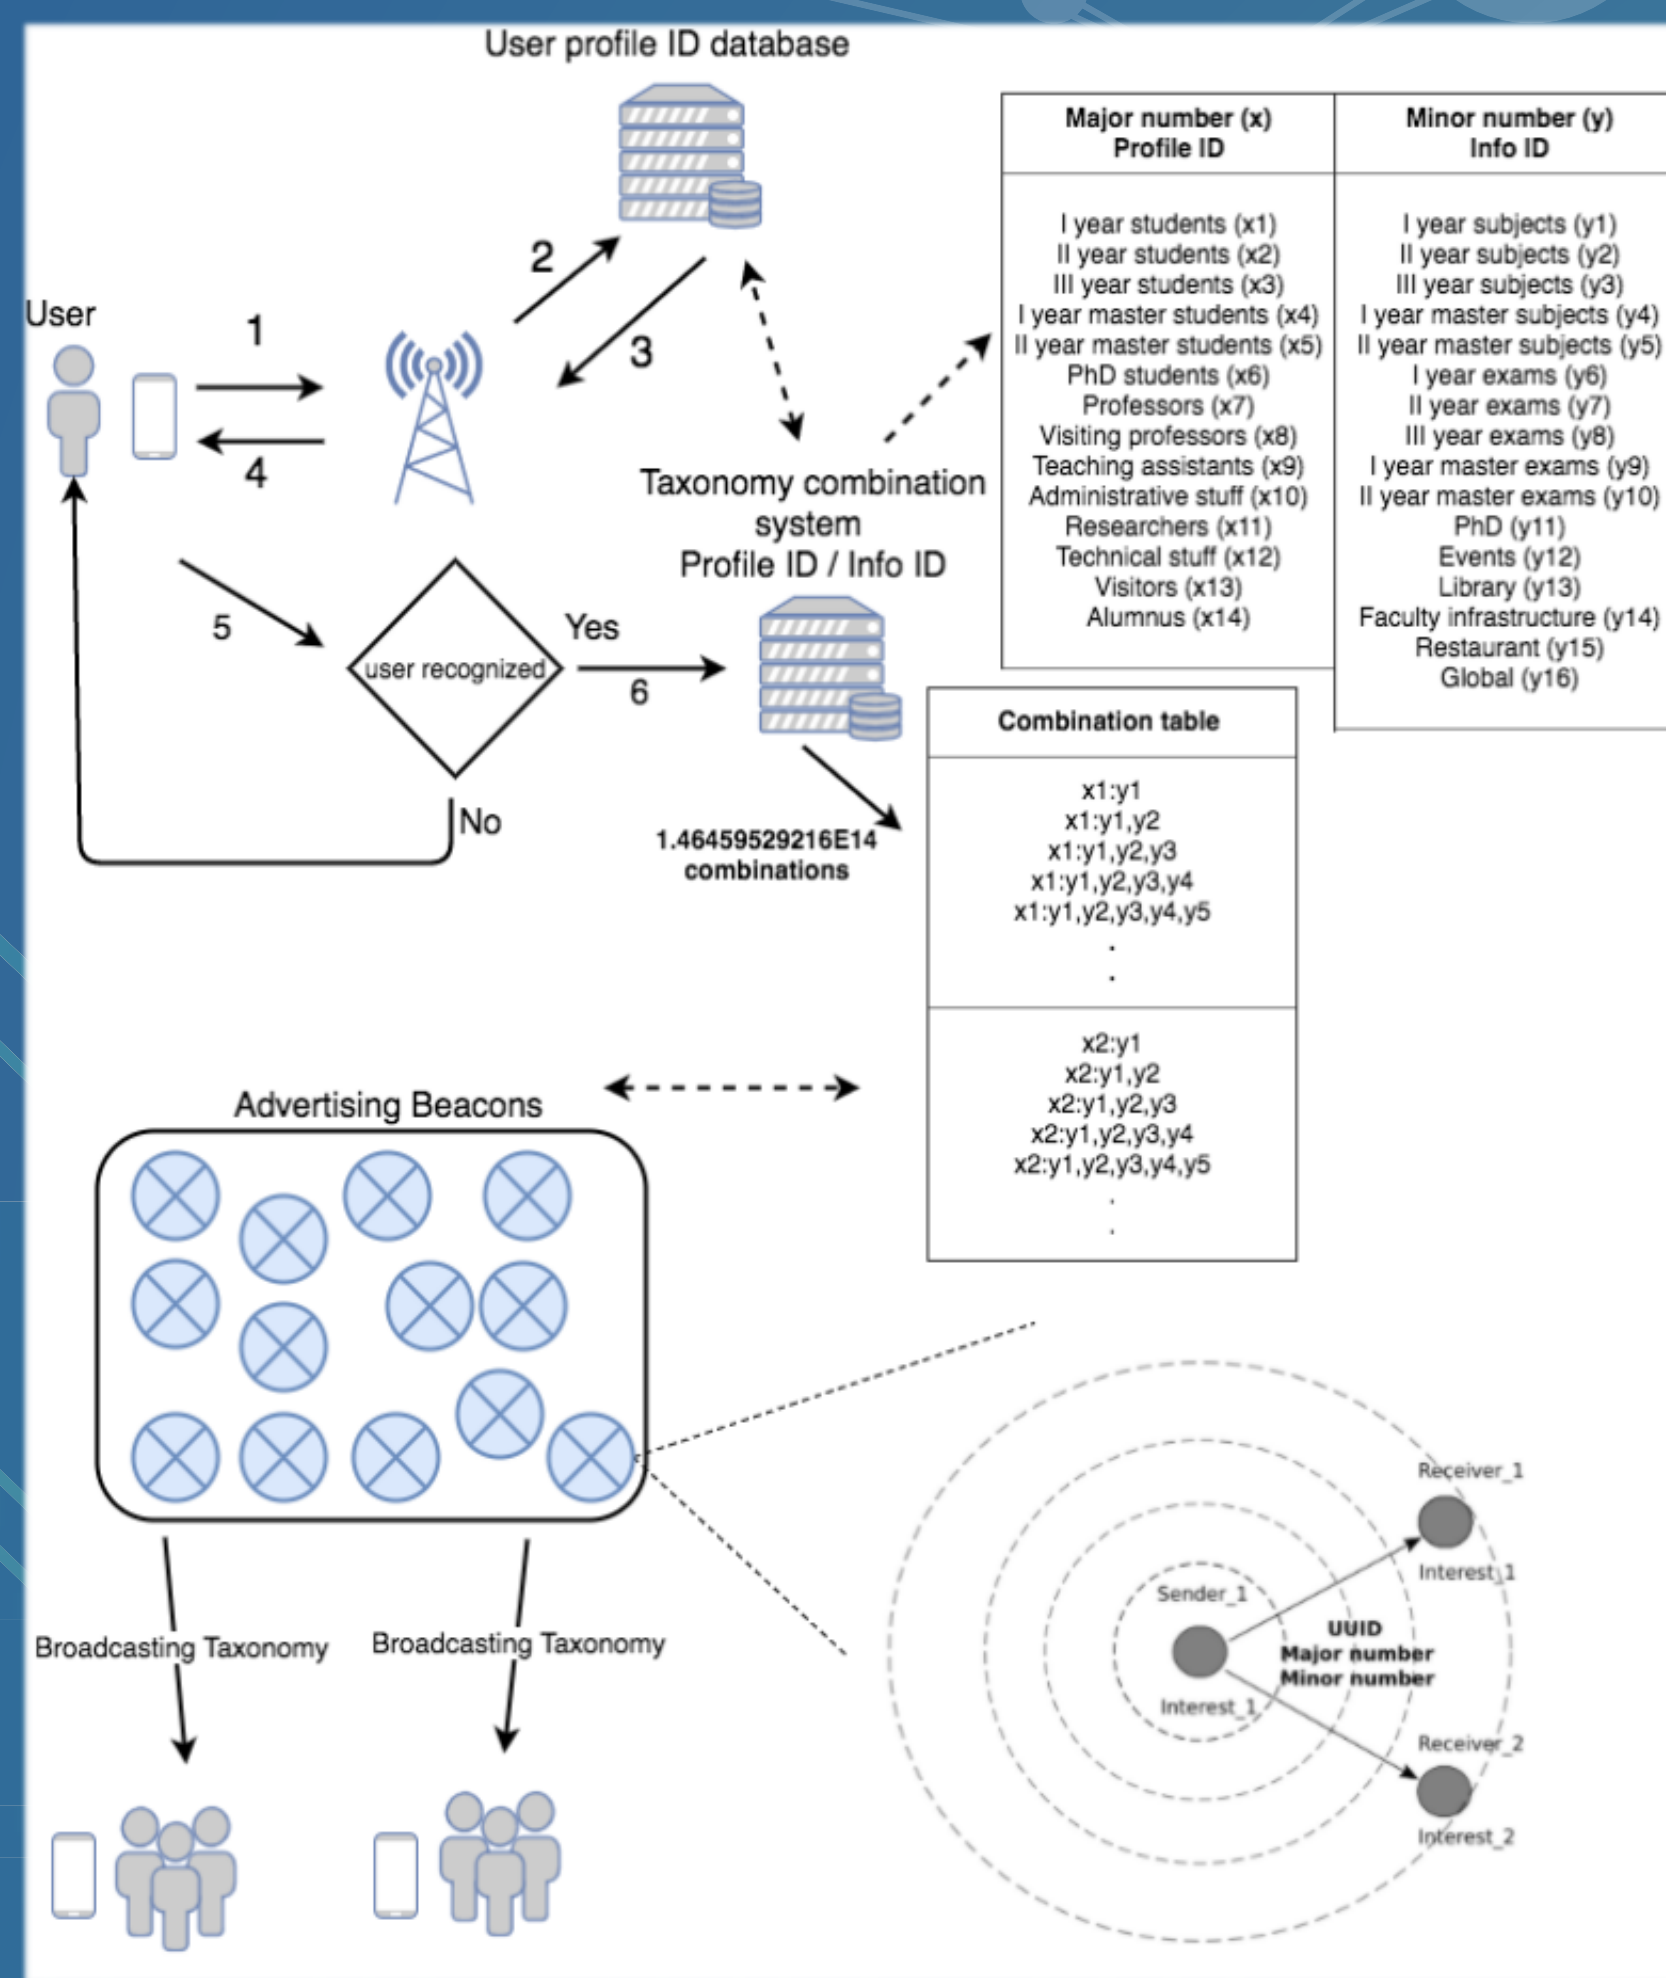 User profile ID database
Major number (x)
Profile ID
Minor number (y)
Info ID
I year students (x1)
II year students (x2)
III year students (x3)
I year master students (x4)
II year master students (x5)
PhD students (x6)
Professors (x7)
Visiting professors (x8)
Teaching assistants (x9)
Administrative stuff (x10)
Researchers (x11)
Technical stuff (x12)
Visitors (x13)
Alumnus (x14)
I year subjects (y1)
II year subjects (y2)
III year subjects (y3)
I year master subjects (y4)
II year master subjects (y5)
I year exams (y6)
II year exams (y7)
III year exams (y8)
I year master exams (y9)
II year master exams (y10)
PhD (y11)
Events (y12)
Library (y13)
Faculty infrastructure (y14)
Restaurant (y15)
Global (y16)
User
1
2
3
4
5
Taxonomy combination
system
Profile ID / Info ID
user recognized
Yes
6
No
1.46459529216E14
combinations
Combination table
x1:y1
x1:y1,y2
x1:y1,y2,y3
x1:y1,y2,y3,y4
x1:y1,y2,y3,y4,y5
.
.
x2:y1
x2:y1,y2
x2:y1,y2,y3
x2:y1,y2,y3,y4
x2:y1,y2,y3,y4,y5
.
.
Advertising Beacons
Broadcasting Taxonomy
Broadcasting Taxonomy
Receiver_1
Interest_1
Sender_1
Interest_1
UUID
Major number
Minor number
Receiver_2
Interest_2